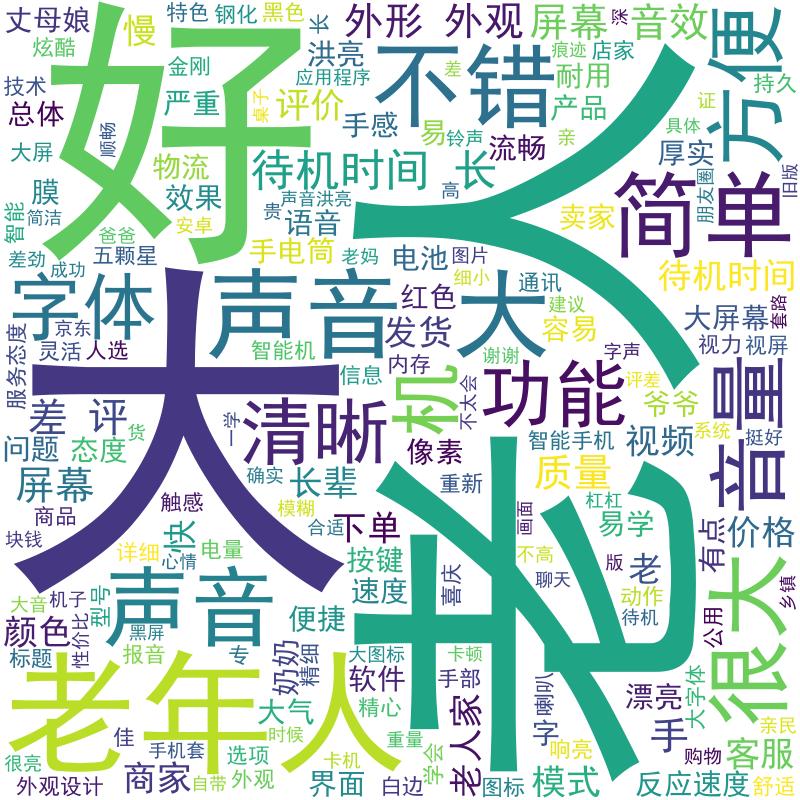 丈母娘
慢
特色
钢化
黑色
长
外形
外观
屏幕
深
音效
方便
炫酷
好
洪亮
不错
痕迹
店家
差
耐用
持久
技术
金刚
应用程序
总体
严重
评价
桌子
手感
易
铃声
产品
亲
证
具体
大屏
顺畅
物流
待机时间
长
流畅
厚实
朋友圈
旧版
膜
效果
声音洪亮
高
简单
智能
简洁
安卓
贵
语音
卖家
爸爸
差劲
成功
五颗星
手电筒
老妈
电池
图片
细小
待机时间
字体
声音
红色
大
通讯
建议
大屏幕
套路
服务态度
京东
灵活
人选
发货
容易
智能机
内存
谢谢
字声
视力
视屏
信息
机
不太会
功能
评差
爷爷
音量
大
差
评
货
一学
清晰
问题
态度
像素
智能手机
视频
系统
挺好
屏幕
确实
长辈
重新
质量
触感
模糊
画面
杠杠
商品
快
合适
下单
易学
有点
价格
块钱
详细
心情
电量
按键
不高
版
老
大音
机子
型号
声音
速度
喜庆
聊天
动作
待机
公用
乡镇
很大
颜色
性价比
黑屏
便捷
标题
报音
专
奶奶
精细
大图标
卡顿
老人
老年人
软件
手部
老人家
喇叭
字
漂亮
手
大字体
大气
精心
佳
时候
学会
响亮
亲民
很亮
手机套
选项
卡机
重量
购物
客服
外观设计
商家
自带
外观
界面
白边
图标
模式
反应速度
舒适